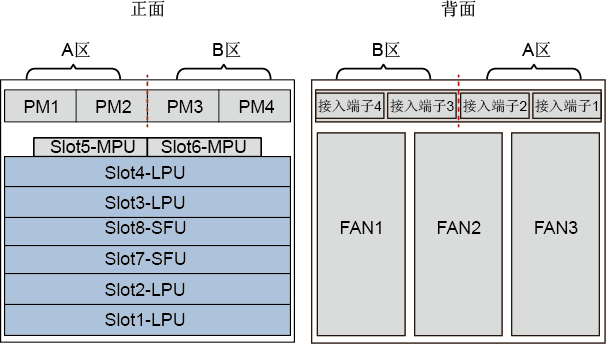 正面
背面
A区 B区
B区 A区
PM1 PM2 PM3 PM4
接入端子4 接入端子3 接入端子2 接入端子1
Slot5-MPU Slot6-MPU
Slot4-LPU
Slot3-LPU
Slot8-SFU
Slot7-SFU
Slot2-LPU
Slot1-LPU
FAN1 FAN2 FAN3